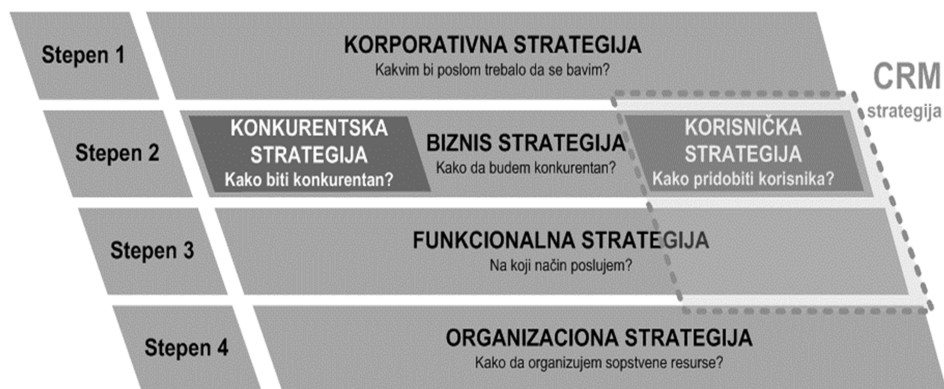 Stepen 1
KORPORATIVNA STRATEGIJA
Kakvim bi poslom trebalo da se bavim?
CRM
strategija
Stepen 2
KONKURENTSKA
STRATEGIJA
Kako biti konkurentan?
BIZNIS STRATEGIJA
Kako da budem konkurentan?
KORISNIČKA
STRATEGIJA
Kako pridobiti korisnika?
Stepen 3
FUNKCIONALNA STRATEGIJA
Na koji način poslujem?
Stepen 4
ORGANIZACIONA STRATEGIJA
Kako da organizujem sopstvene resurse?